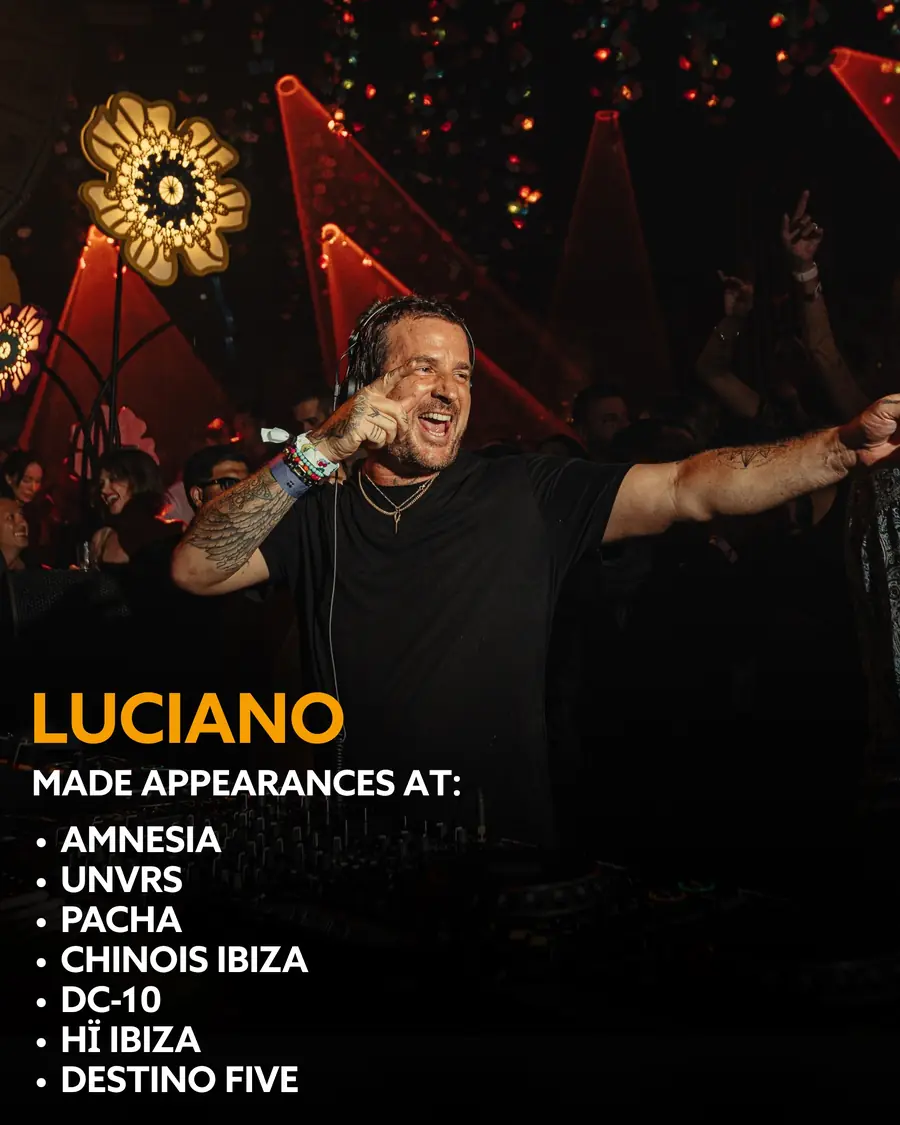 LUCIANO
MADE APPEARANCES AT:
• AMNESIA
• UNVRS
• PACHA
• CHINOIS IBIZA
• DC-10
• HÏ IBIZA
• DESTINO FIVE